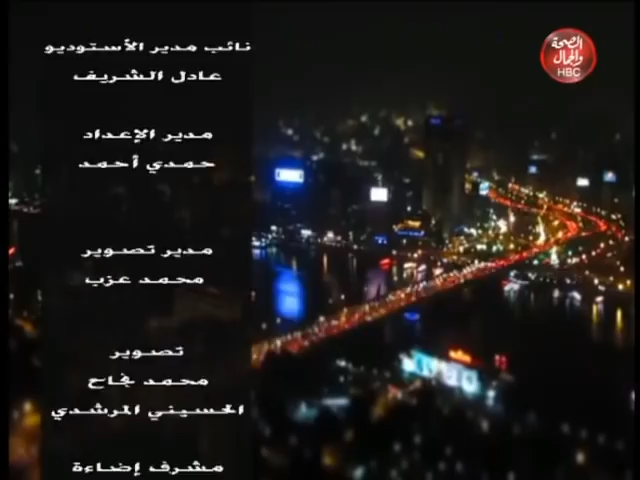 نائب مدير الأستوديو
عادل الشريف
مدير الإعداد
حمدي أحمد
مدير تصوير
محمد عزب
تصوير
محمد نجاح
الحسيني المرشدي
مشرف إضاءة
الصحة
والجمال
HBC